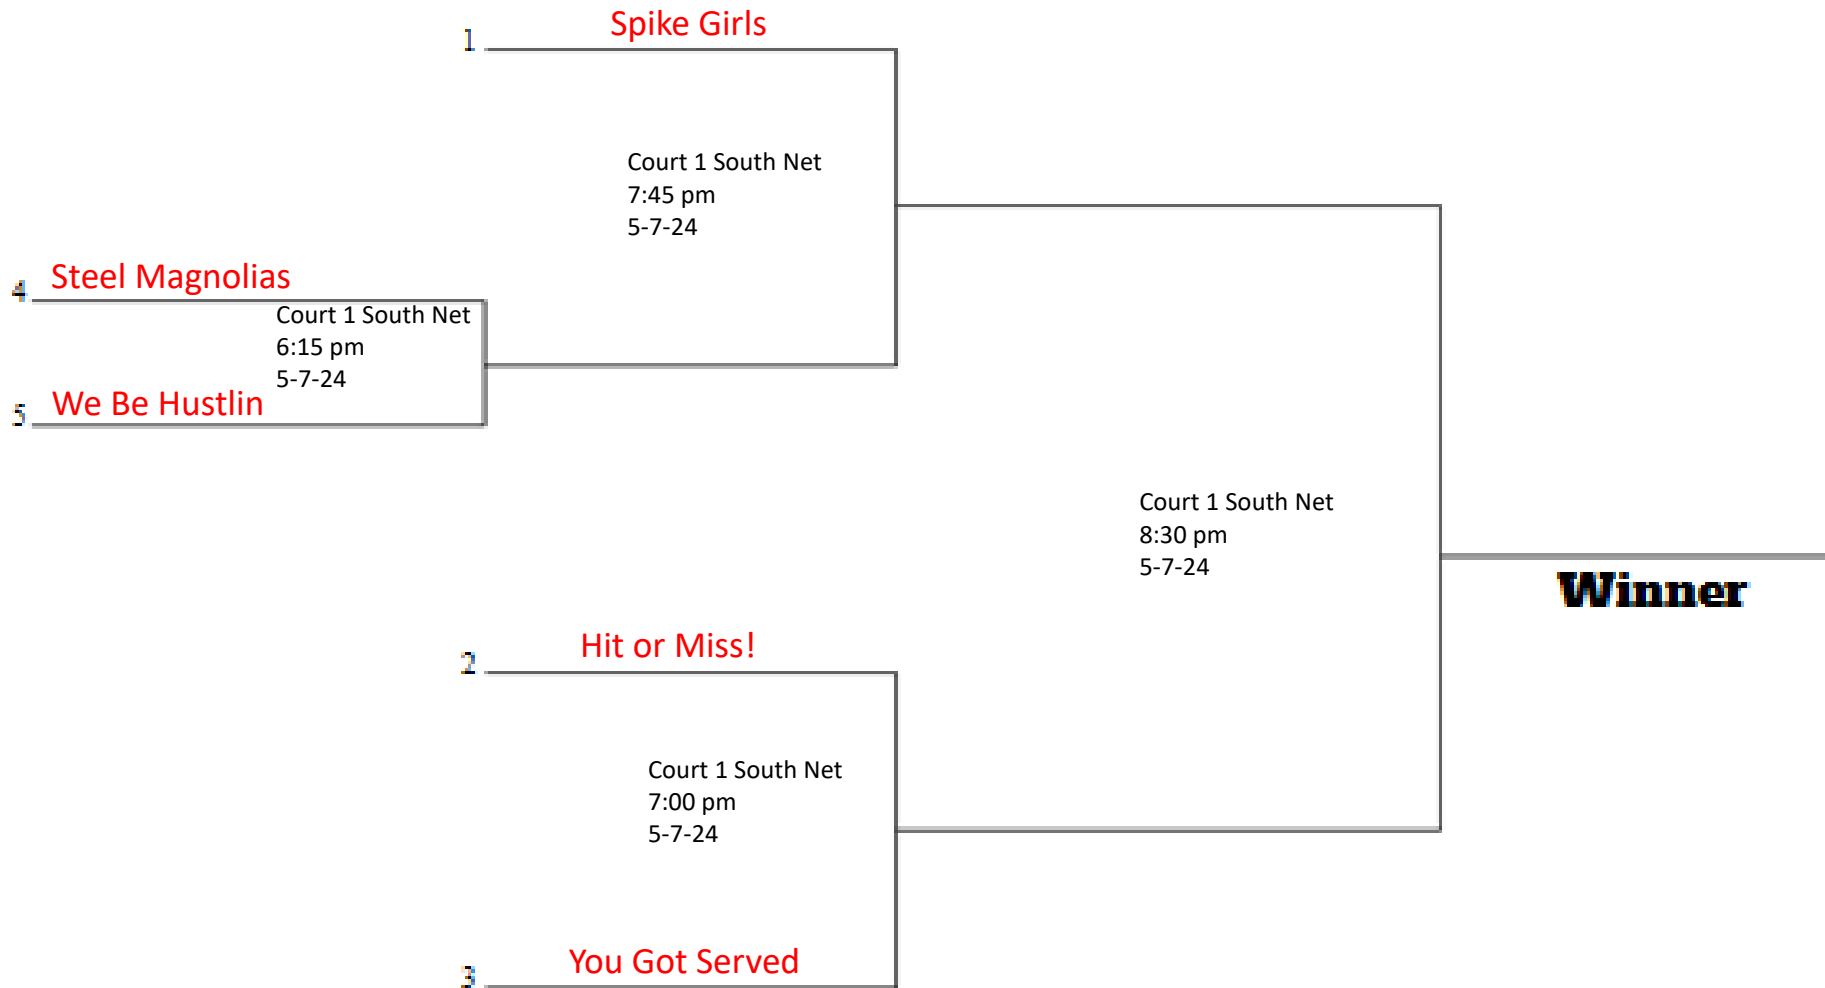 1
Spike Girls
Court 1 South Net
7:45 pm
5-7-24
4
Steel Magnolias
Court 1 South Net
6:15 pm
5-7-24
5
We Be Hustlin
Court 1 South Net
8:30 pm
5-7-24
Winner
2
Hit or Miss!
Court 1 South Net
7:00 pm
5-7-24
3
You Got Served